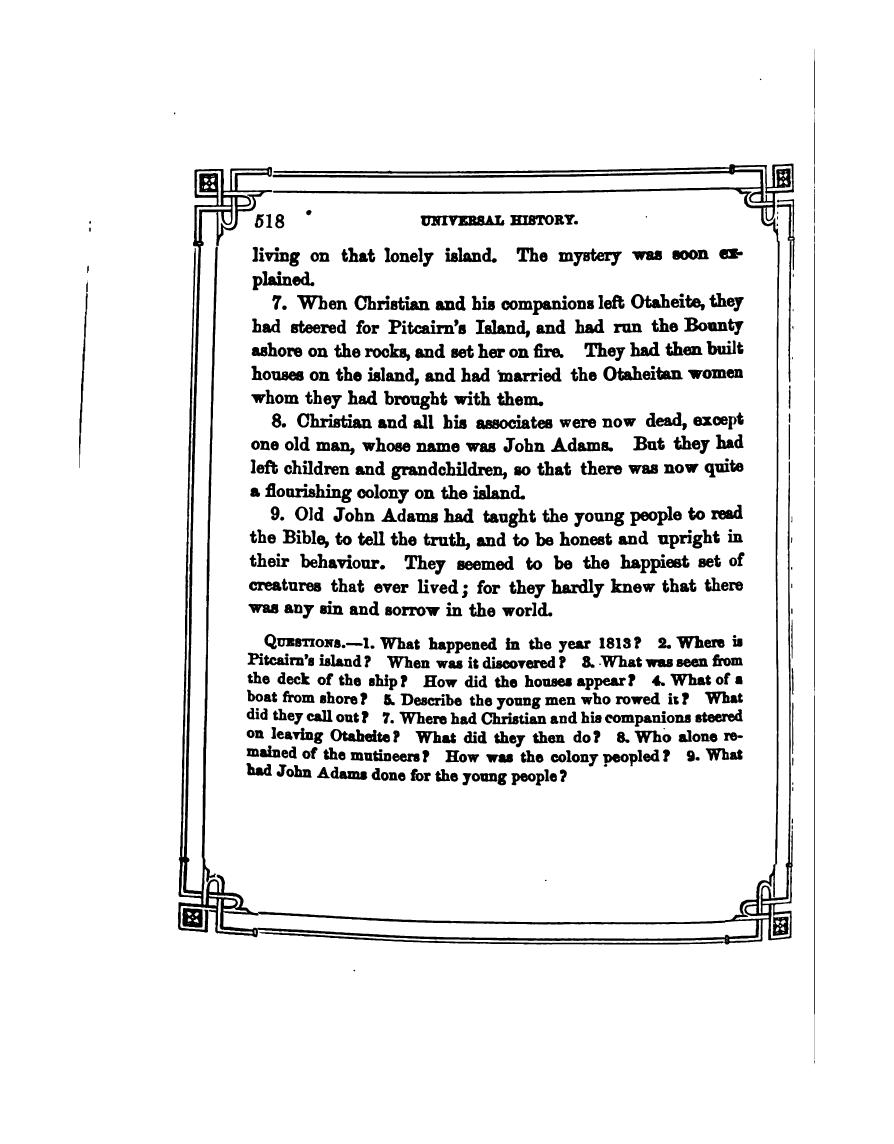 518 UNIVERSAL HISTORY.
living on that lonely island. The mystery was soon ex-
plained.
7. When Christian and his companions left Otaheite, they
had steered for Pitcairn's Island, and had run the Bounty
ashore on the rocks, and set her on fire. They had then built
houses on the island, and had married the Otaheitan women
whom they had brought with them.
8. Christian and all his associates were now dead, except
one old man, whose name was John Adams. But they had
left children and grandchildren, so that there was now quite
a flourishing colony on the island.
9. Old John Adams had taught the young people to read
the Bible, to tell the truth, and to be honest and upright in
their behaviour. They seemed to be the happiest set of
creatures that ever lived; for they hardly knew that there
was any sin and sorrow in the world.
QUESTIONS.—1. What happened in the year 1813? 2. Where is
Pitcairn's island? When was it discovered? 3. What was seen from
the deck of the ship? How did the houses appear? 4. What of a
boat from shore? 5. Describe the young men who rowed it? What
did they call out? 7. Where had Christian and his companions steered
on leaving Otaheite? What did they then do? 8. Who alone re-
mained of the mutineers? How was the colony peopled? 9. What
had John Adams done for the young people?